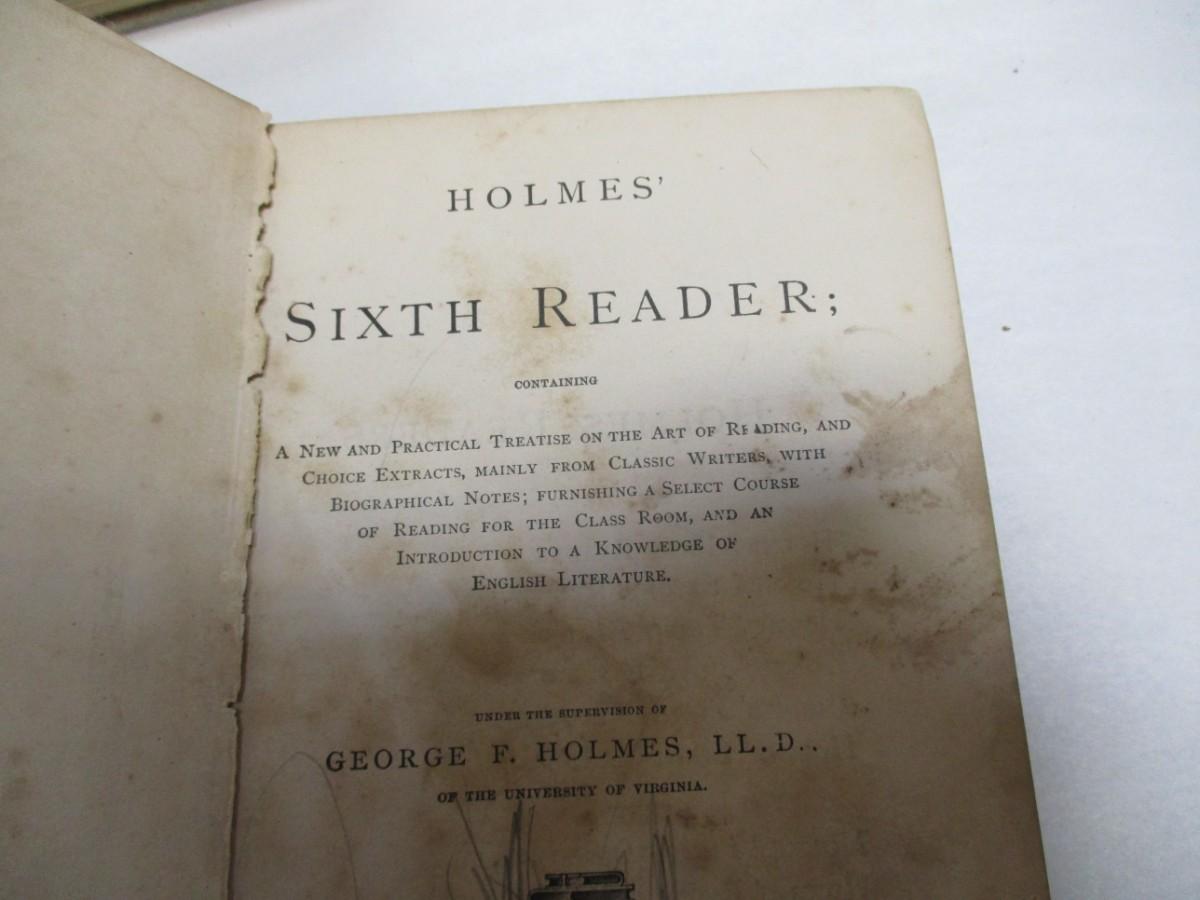 HOLMES'
SIXTH READER;
CONTAINING
A NEW AND PRACTICAL TREATISE ON THE ART OF READING, AND
CHOICE EXTRACTS, MAINLY FROM CLASSIC WRITERS, WITH
BIOGRAPHICAL NOTES; FURNISHING A SELECT COURSE
OF READING FOR THE CLASS ROOM, AND AN
INTRODUCTION TO A KNOWLEDGE OF
ENGLISH LITERATURE.
UNDER THE SUPERVISION OF
GEORGE F. HOLMES, LL.D.,
OF THE UNIVERSITY OF VIRGINIA.